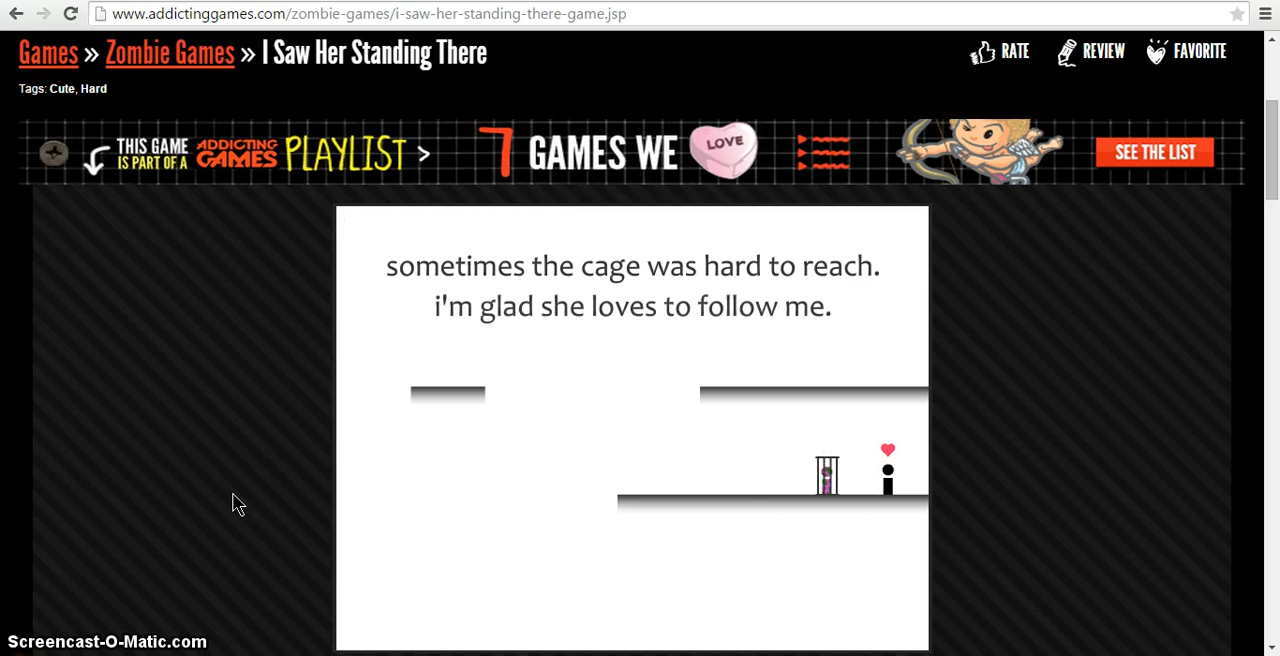 www.addictinggames.com/zombie-games/i-saw-her-standing-there-game.jsp
Games » Zombie Games » I Saw Her Standing There
RATE
REVIEW
FAVORITE
Tags: Cute, Hard
THIS GAME
IS PART OF A
ADDICTING
GAMES
PLAYLIST >
7 GAMES WE
LOVE
SEE THE LIST
sometimes the cage was hard to reach.
i'm glad she loves to follow me.
Screencast-O-Matic.com